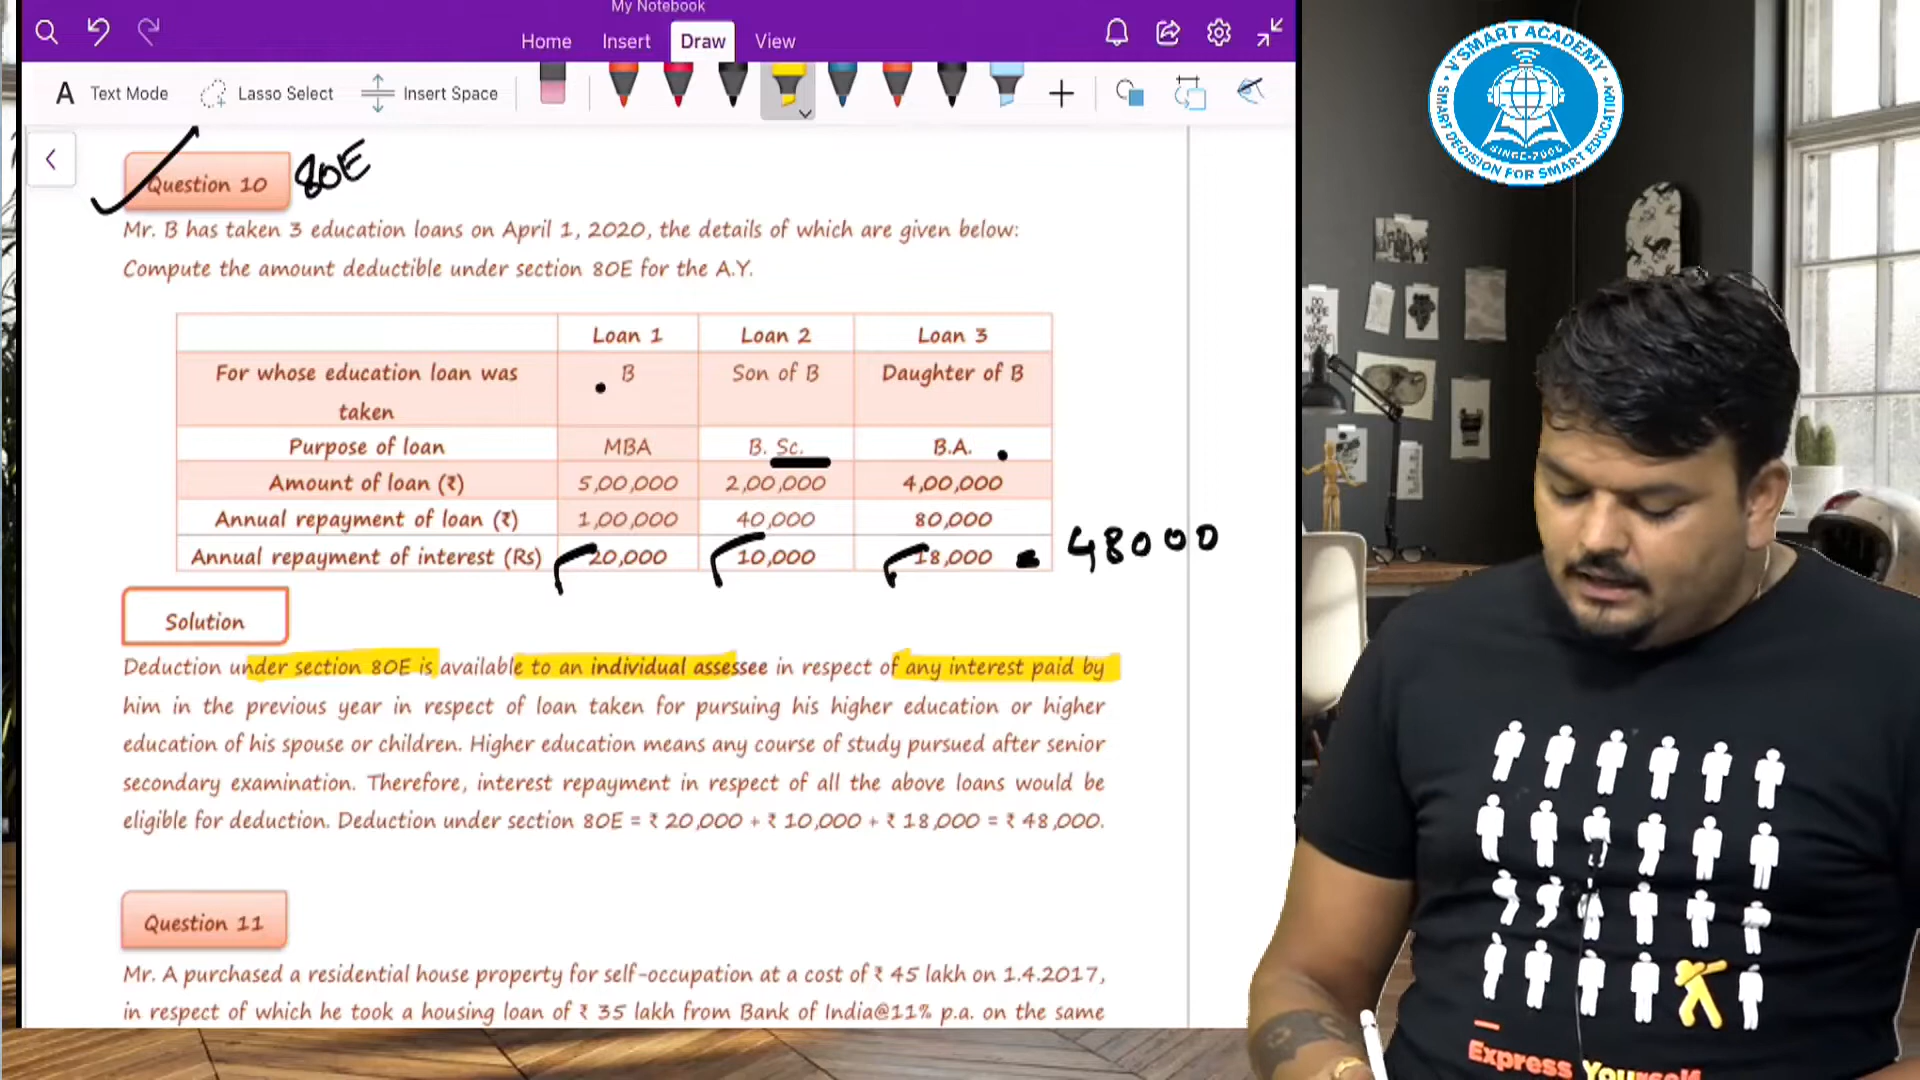 My Notebook
Home Insert Draw View
A Text Mode Lasso Select Insert Space
Question 10 80E
Mr. B has taken 3 education loans on April 1, 2020, the details of which are given below:
Compute the amount deductible under section 80E for the A.Y.
Loan 1 Loan 2 Loan 3
For whose education loan was taken B Son of B Daughter of B
Purpose of loan MBA B. Sc. B.A.
Amount of loan (₹) 5,00,000 2,00,000 4,00,000
Annual repayment of loan (₹) 1,00,000 40,000 80,000
Annual repayment of interest (Rs) 20,000 10,000 18,000 48000
Solution
Deduction under section 80E is available to an individual assessee in respect of any interest paid by
him in the previous year in respect of loan taken for pursuing his higher education or higher
education of his spouse or children. Higher education means any course of study pursued after senior
secondary examination. Therefore, interest repayment in respect of all the above loans would be
eligible for deduction. Deduction under section 80E = ₹ 20,000 + ₹ 10,000 + ₹ 18,000 = ₹ 48,000.
Question 11
Mr. A purchased a residential house property for self-occupation at a cost of ₹ 45 lakh on 1.4.2017,
in respect of which he took a housing loan of ₹ 35 lakh from Bank of India@11% p.a. on the same
V'SMART ACADEMY
SINCE-2006
SMART DECISION FOR SMART EDUCATION
DO
MORE
OF
WHAT
Express Yourself